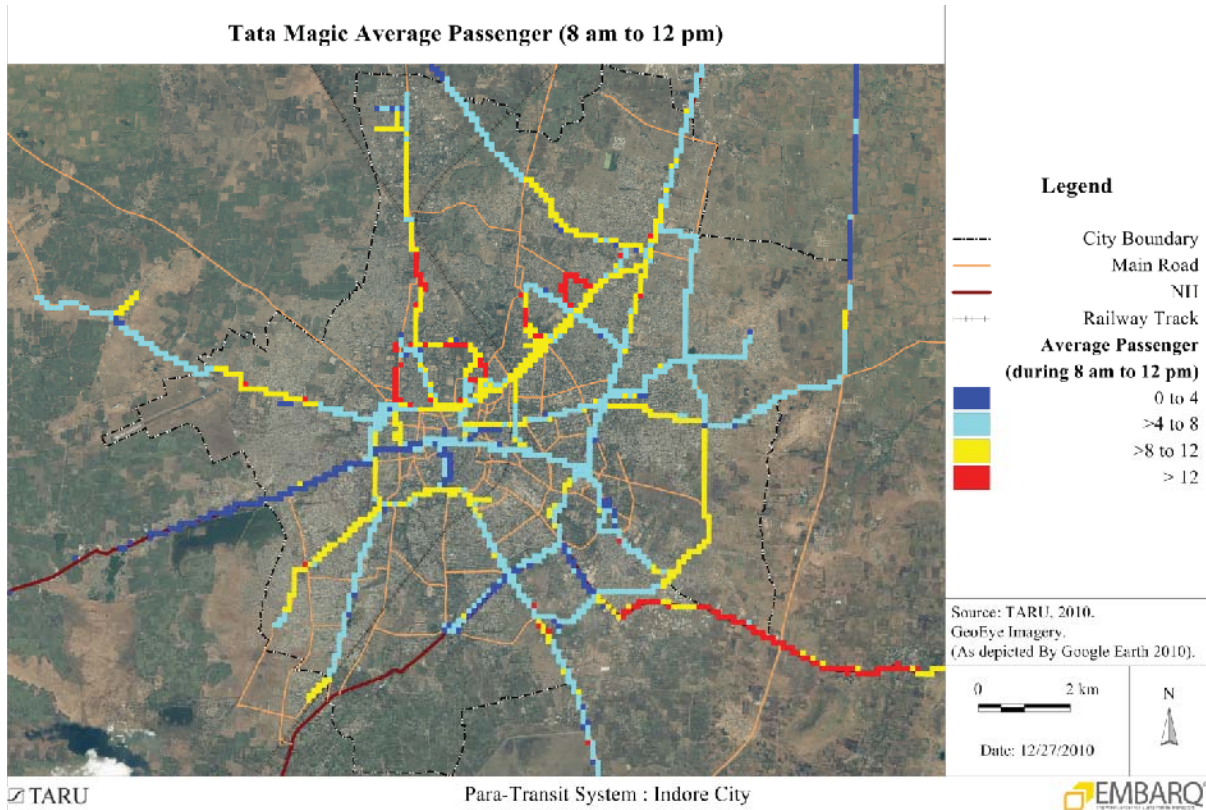 Tata Magic Average Passenger (8 am to 12 pm)
Legend
City Boundary
Main Road
NH
Railway Track
Average Passenger
(during 8 am to 12 pm)
0 to 4
>4 to 8
>8 to 12
> 12
Source: TARU, 2010.
GeoEye Imagery.
(As depicted By Google Earth 2010).
0 2 km
N
Date: 12/27/2010
TARU
Para-Transit System : Indore City
EMBARQ